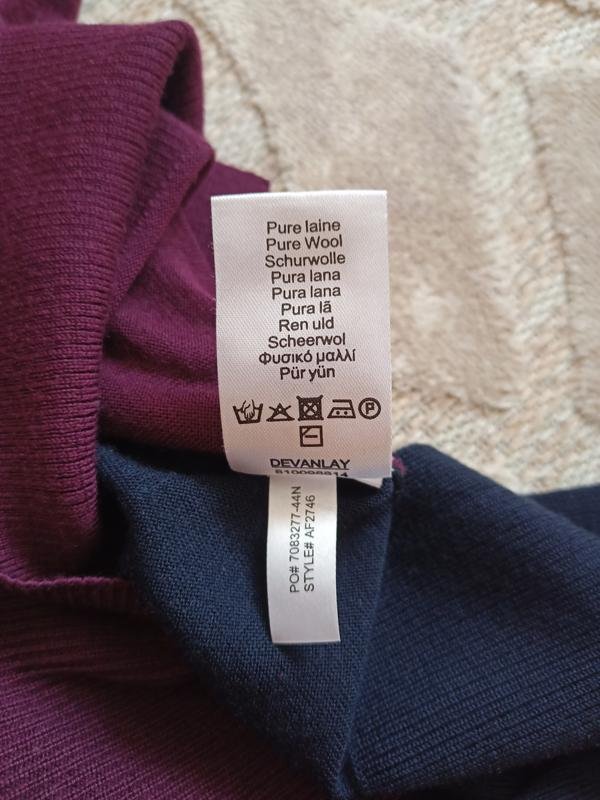 Pure laine
Pure Wool
Schurwolle
Pura lana
Pura lana
Pura lã
Ren uld
Scheerwol
Φυσικό μαλλί
Pür yün
P
DEVANLAY
PO# 7083277-44N
STYLE# AF2746